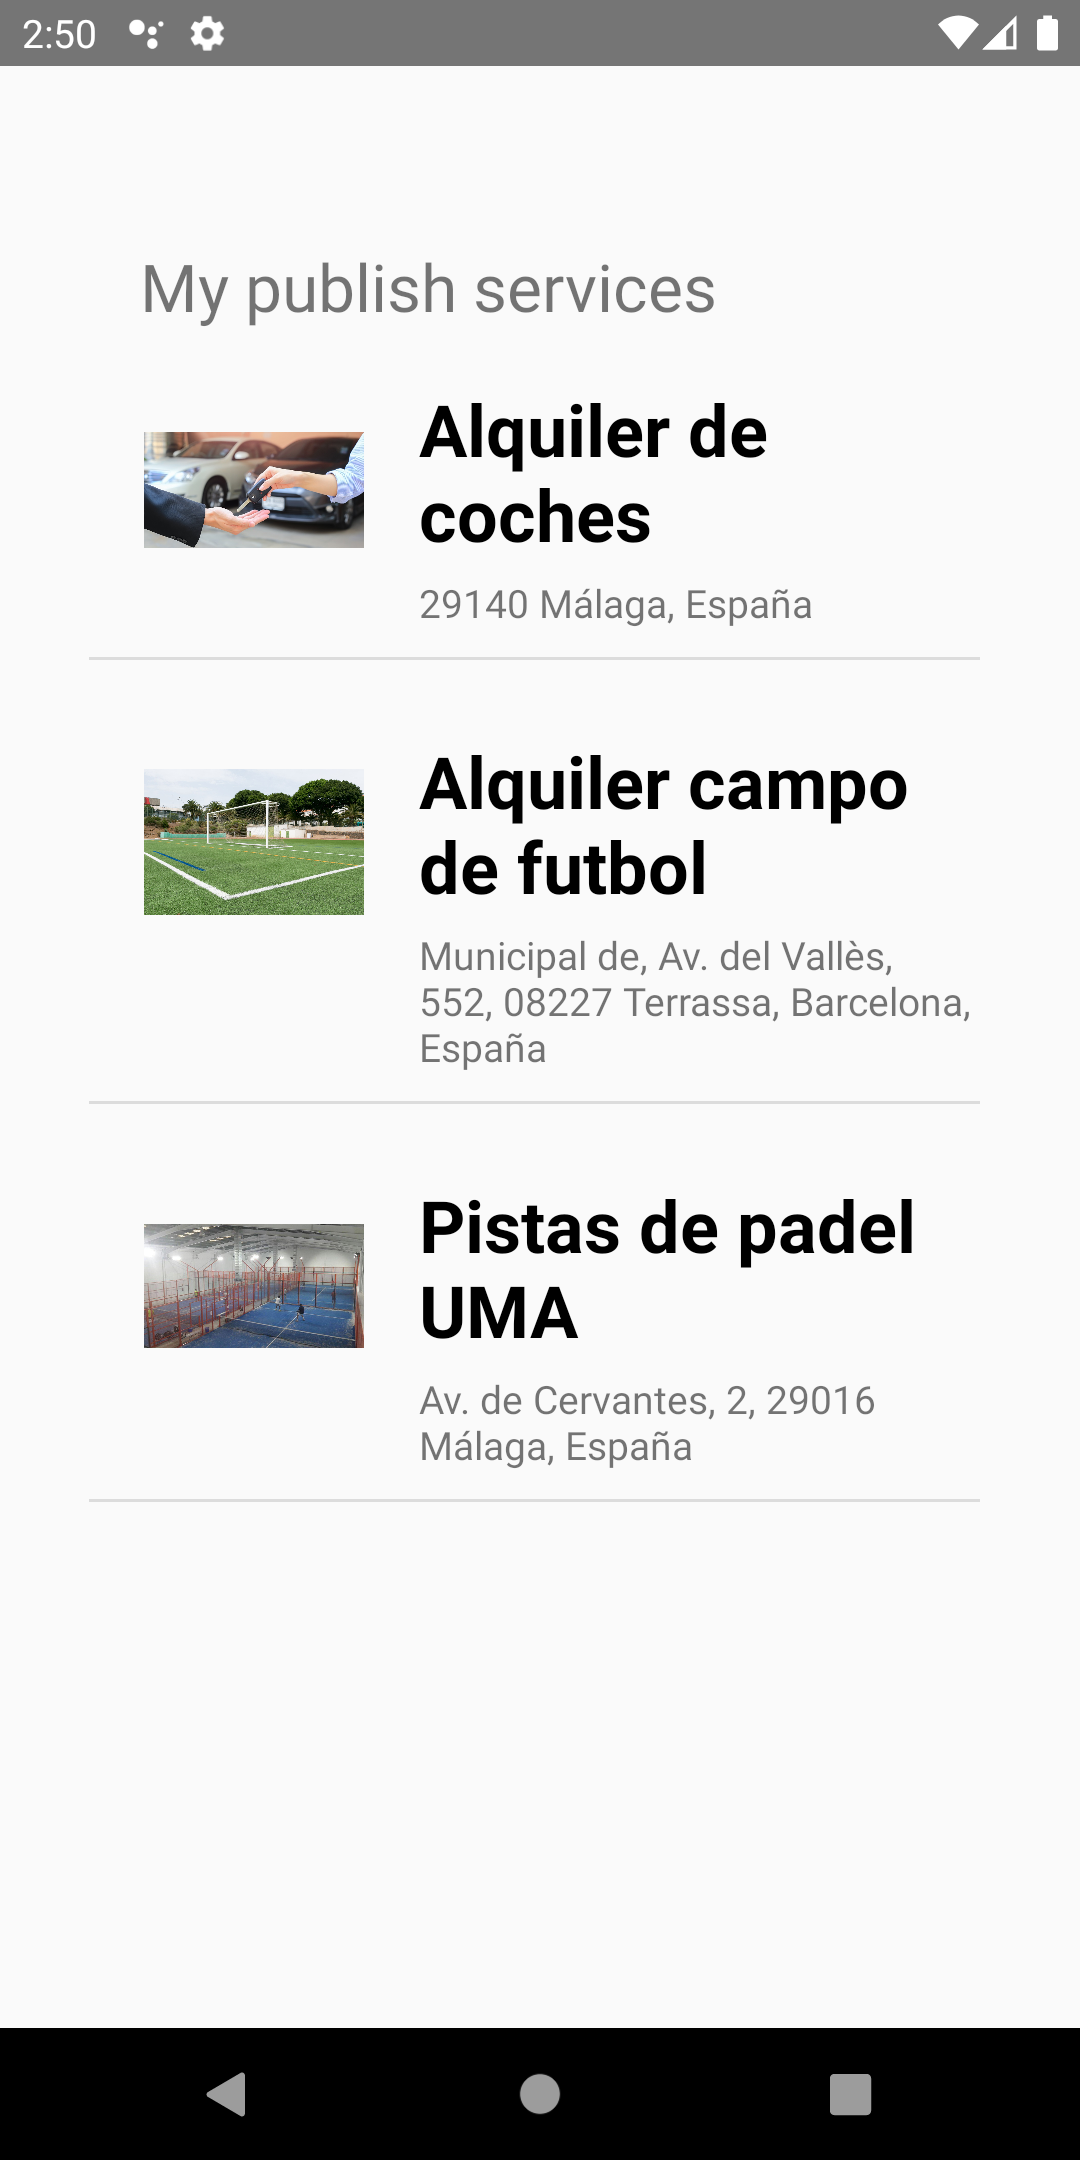 2:50
My publish services
Alquiler de
coches
29140 Málaga, España
Alquiler campo
de futbol
Municipal de, Av. del Vallès,
552, 08227 Terrassa, Barcelona,
España
Pistas de padel
UMA
Av. de Cervantes, 2, 29016
Málaga, España